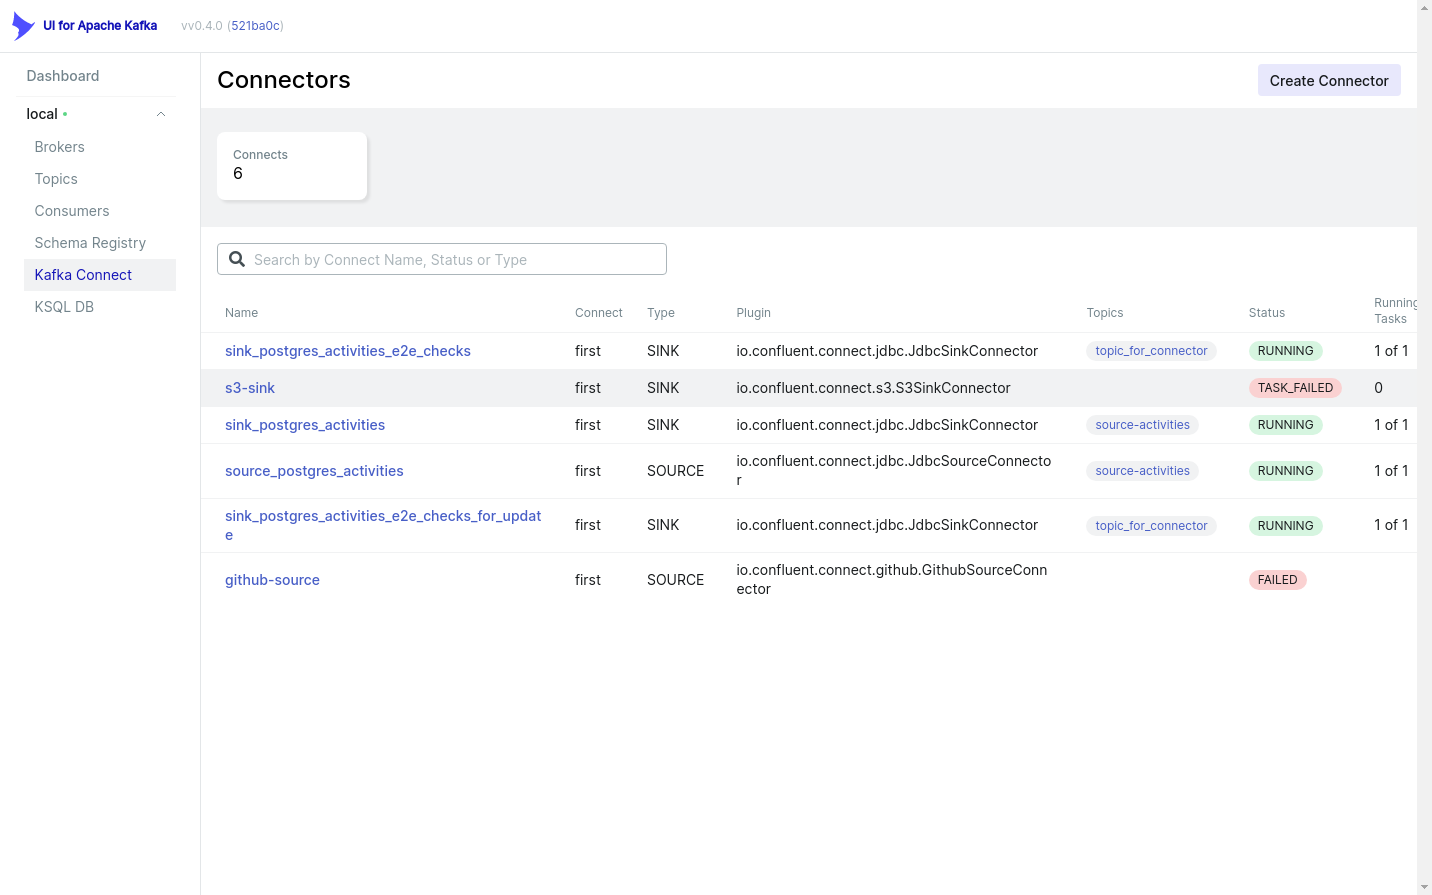 UI for Apache Kafka
vv0.4.0 (521ba0c)
Dashboard
local
Brokers
Topics
Consumers
Schema Registry
Kafka Connect
KSQL DB
Connectors
Create Connector
Connects
6
Search by Connect Name, Status or Type
Name Connect Type Plugin Topics Status Running
Tasks
sink_postgres_activities_e2e_checks first SINK io.confluent.connect.jdbc.JdbcSinkConnector topic_for_connector RUNNING 1 of 1
s3-sink first SINK io.confluent.connect.s3.S3SinkConnector TASK_FAILED 0
sink_postgres_activities first SINK io.confluent.connect.jdbc.JdbcSinkConnector source-activities RUNNING 1 of 1
source_postgres_activities first SOURCE io.confluent.connect.jdbc.JdbcSourceConnecto
r source-activities RUNNING 1 of 1
sink_postgres_activities_e2e_checks_for_updat
e first SINK io.confluent.connect.jdbc.JdbcSinkConnector topic_for_connector RUNNING 1 of 1
github-source first SOURCE io.confluent.connect.github.GithubSourceConn
ector FAILED